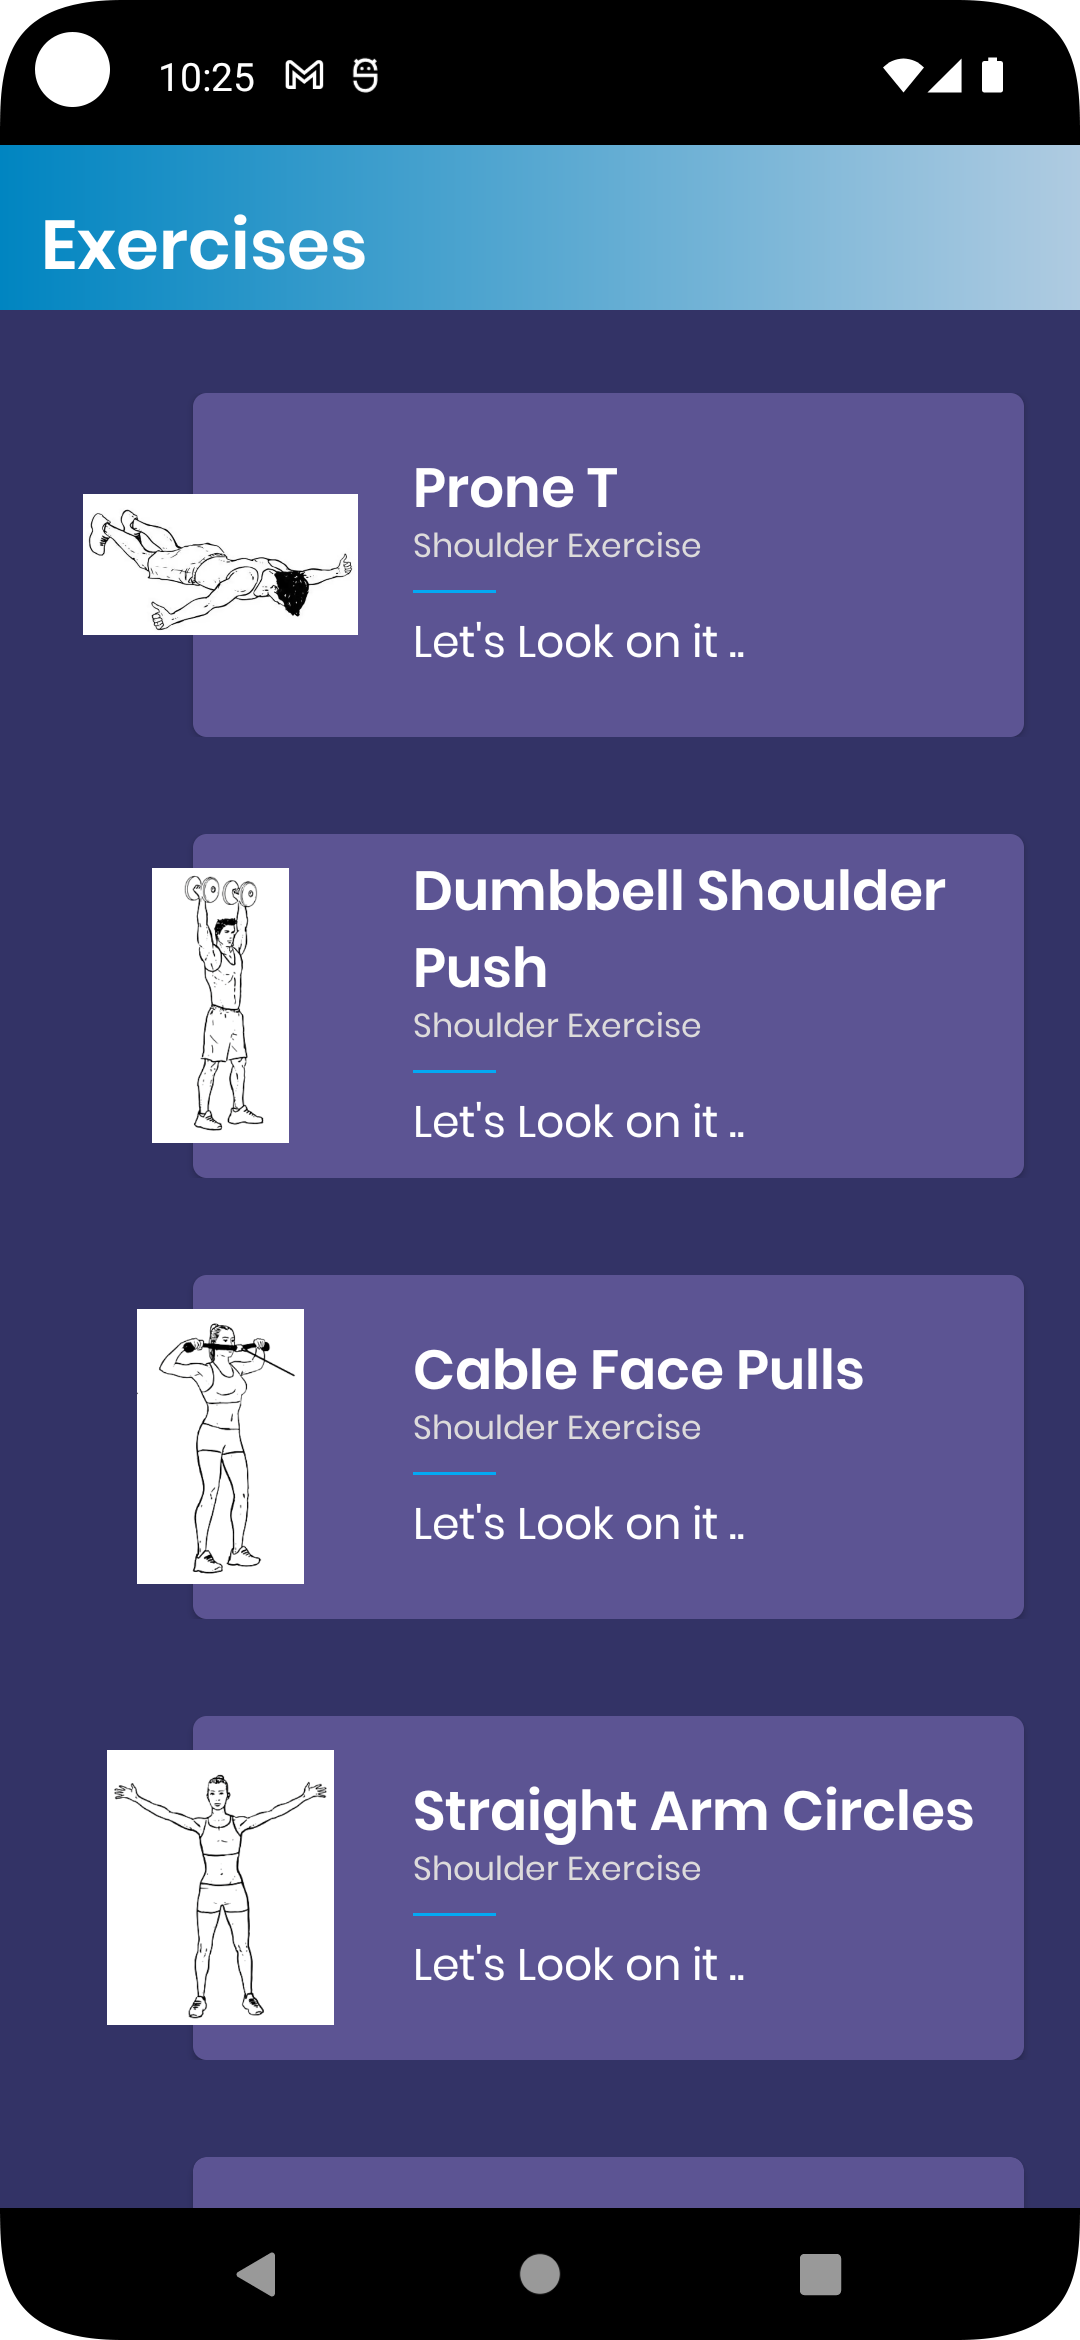 10:25
Exercises
Prone T
Shoulder Exercise
Let's Look on it ..
Dumbbell Shoulder
Push
Shoulder Exercise
Let's Look on it ..
Cable Face Pulls
Shoulder Exercise
Let's Look on it ..
Straight Arm Circles
Shoulder Exercise
Let's Look on it ..